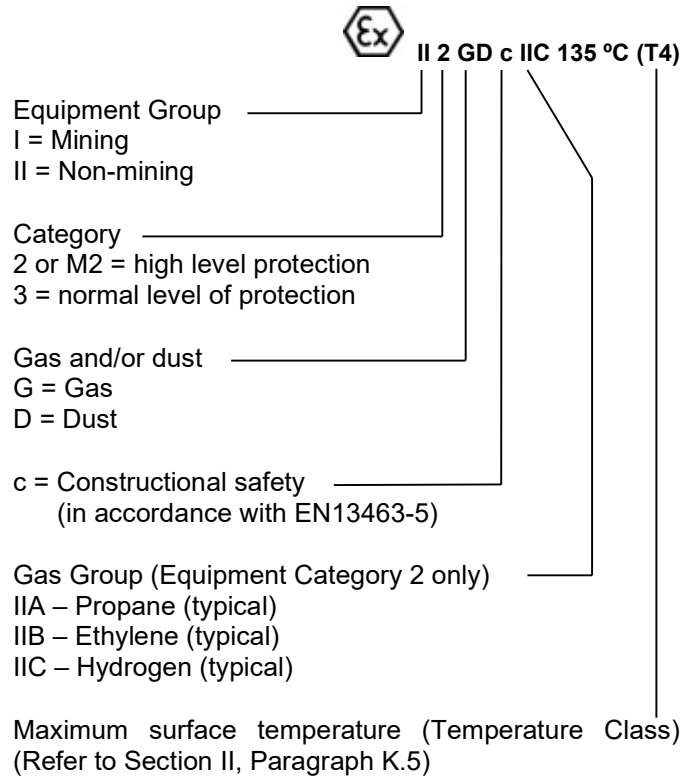 Ex II 2 GD c IIC 135 ºC (T4)
Equipment Group
I = Mining
II = Non-mining
Category
2 or M2 = high level protection
3 = normal level of protection
Gas and/or dust
G = Gas
D = Dust
c = Constructional safety
(in accordance with EN13463-5)
Gas Group (Equipment Category 2 only)
IIA – Propane (typical)
IIB – Ethylene (typical)
IIC – Hydrogen (typical)
Maximum surface temperature (Temperature Class)
(Refer to Section II, Paragraph K.5)